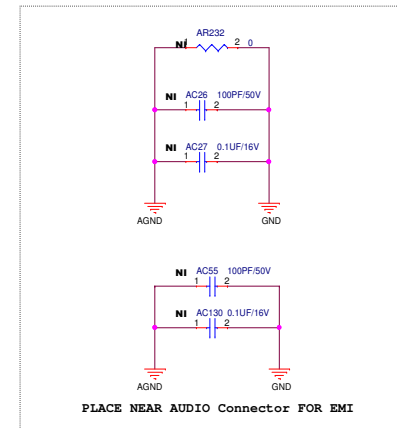 AR232
NI 1 2 0
NI AC26 100PF/50V
1 2
NI AC27 0.1UF/16V
1 2
AGND GND
NI AC55 100PF/50V
1 2
NI AC130 0.1UF/16V
1 2
AGND GND
PLACE NEAR AUDIO Connector FOR EMI